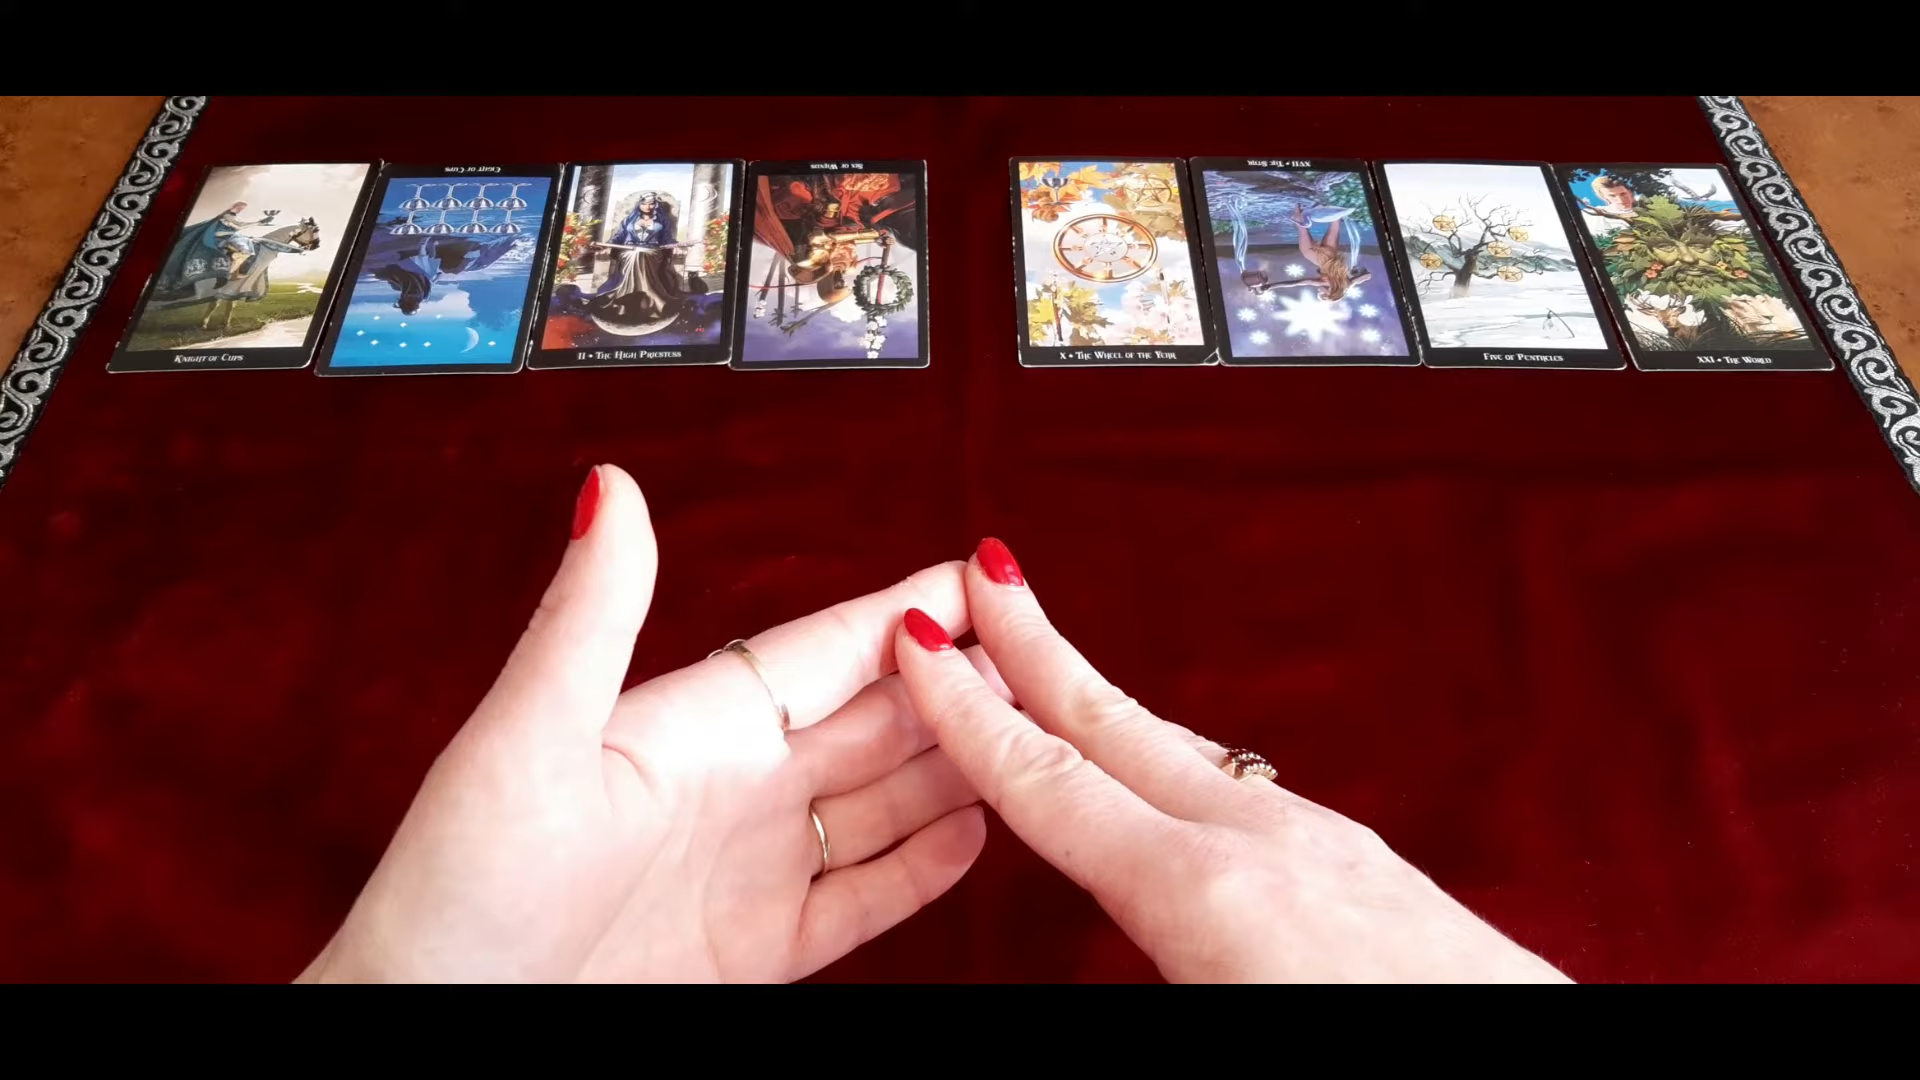 Knight of Cups
Eight of Cups
II • The High Priestess
Six of Wands
X • The Wheel of the Year
XVII • The Star
Five of Pentacles
XXI • The World